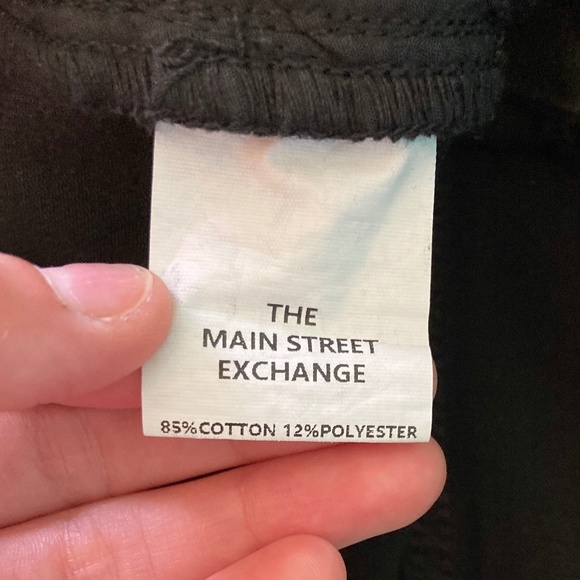 THE
MAIN STREET
EXCHANGE
85%COTTON 12%POLYESTER